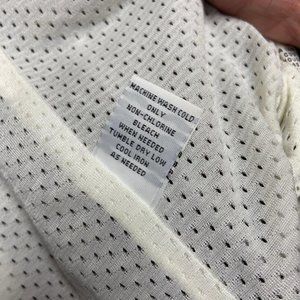 MACHINE WASH COLD
ONLY
NON-CHLORINE
BLEACH
WHEN NEEDED
TUMBLE DRY LOW
COOL IRON
AS NEEDED